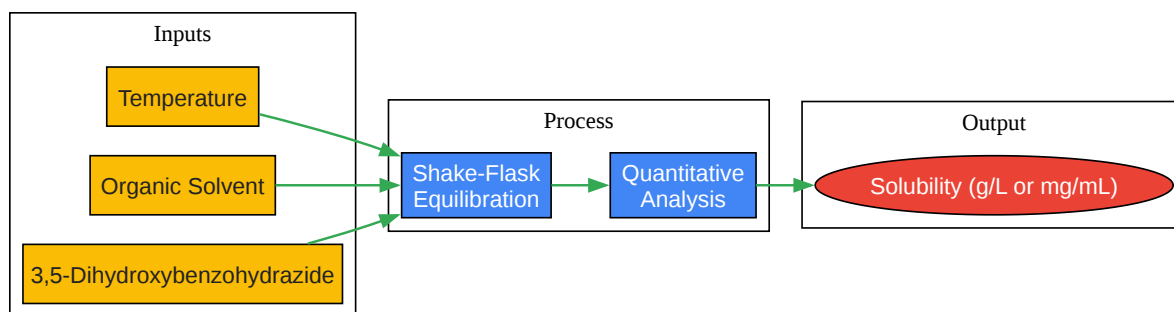 Inputs
Temperature
Organic Solvent
3,5-Dihydroxybenzohydrazide
Process
Shake-Flask
Equilibration
Quantitative
Analysis
Output
Solubility (g/L or mg/mL)